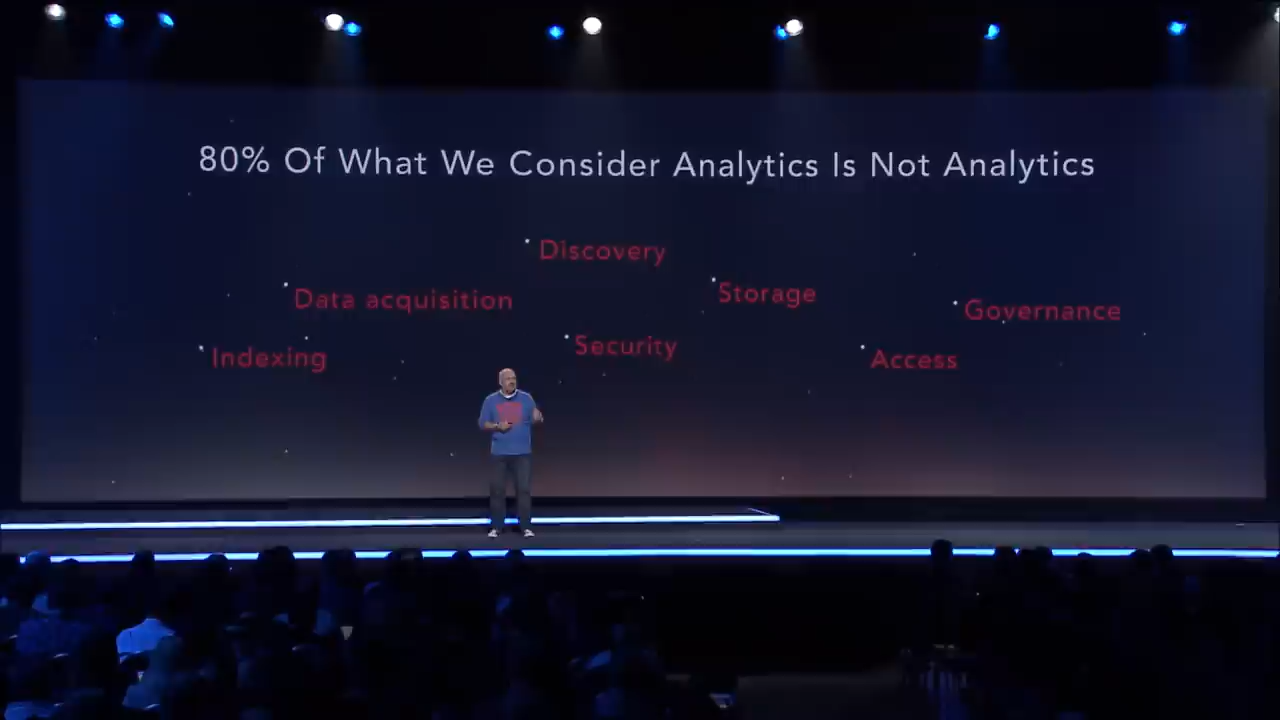 80% Of What We Consider Analytics Is Not Analytics
Discovery
Data acquisition
Storage
Governance
Indexing
Security
Access